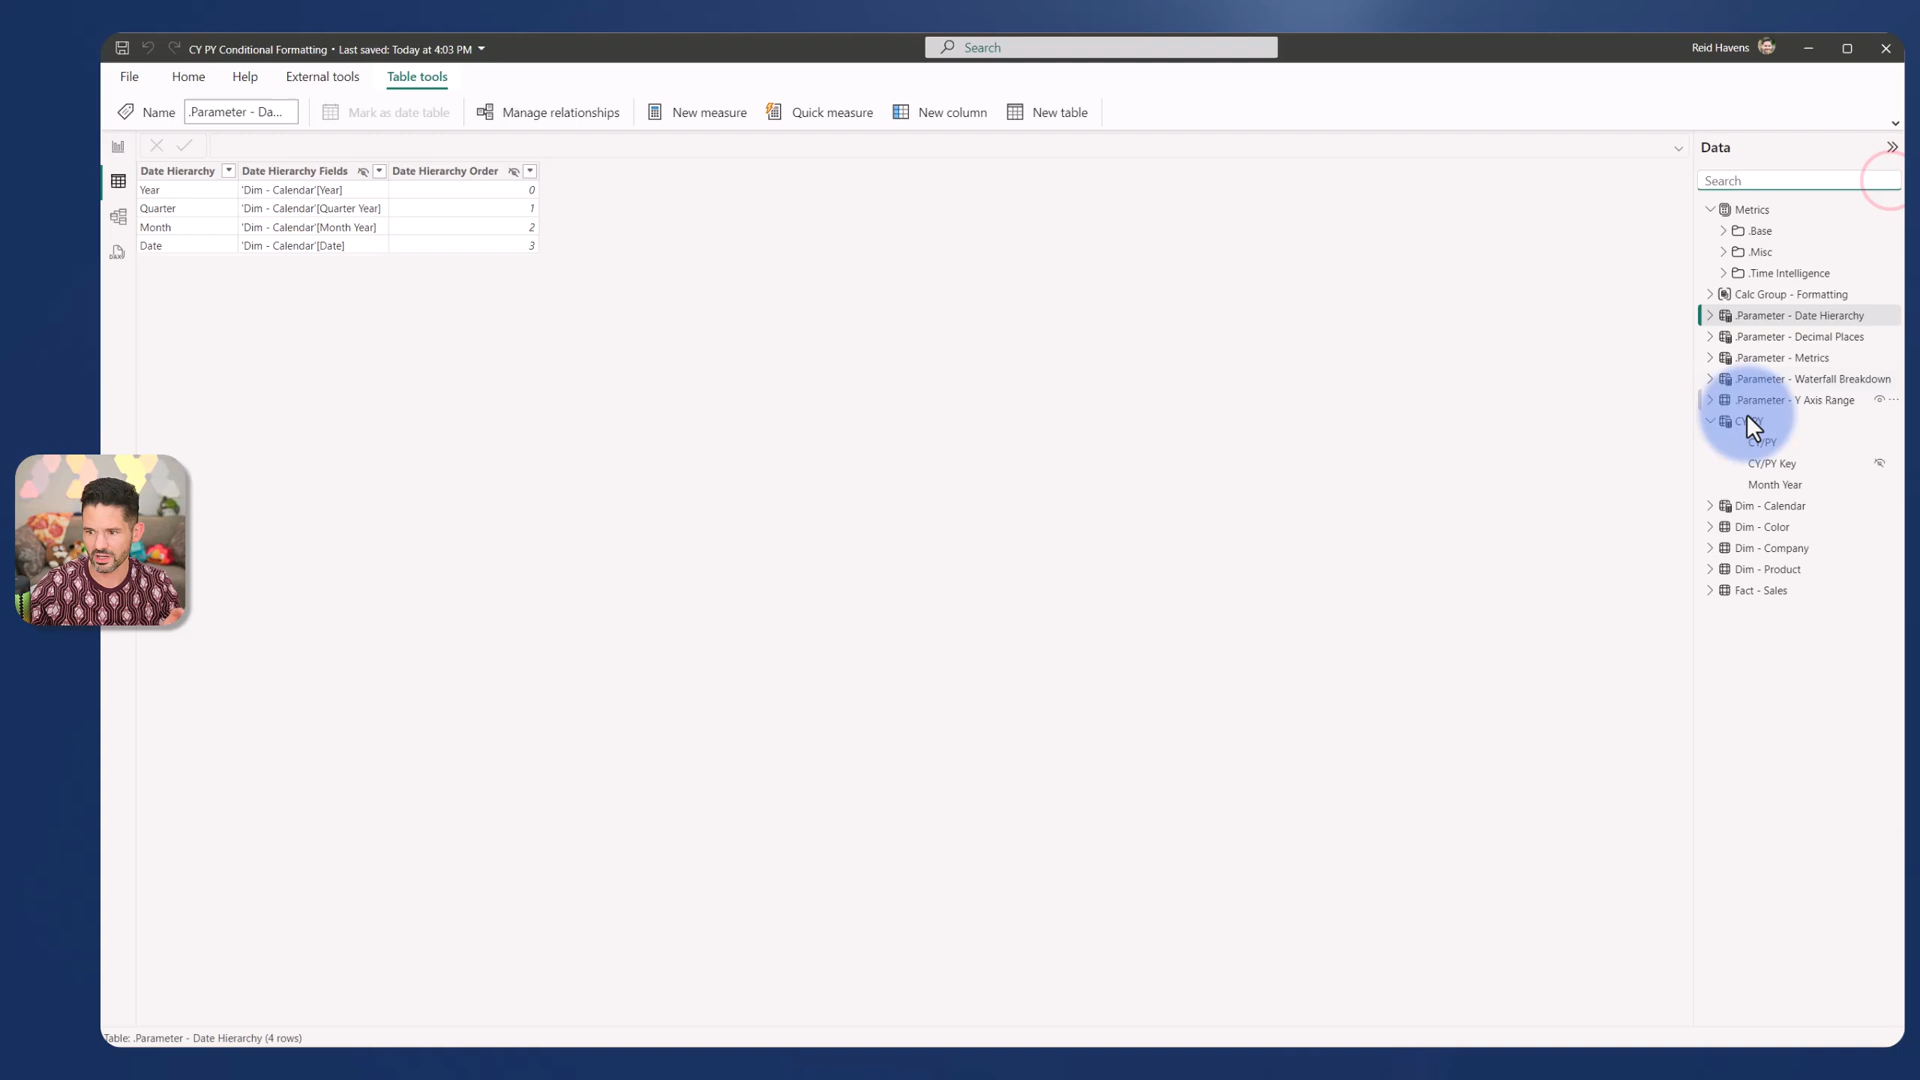 CY PY Conditional Formatting • Last saved: Today at 4:03 PM
Search
Reid Havens
File Home Help External tools Table tools
Name .Parameter - Da... Mark as date table Manage relationships New measure Quick measure New column New table
Date Hierarchy Date Hierarchy Fields Date Hierarchy Order
Year 'Dim - Calendar'[Year] 0
Quarter 'Dim - Calendar'[Quarter Year] 1
Month 'Dim - Calendar'[Month Year] 2
Date 'Dim - Calendar'[Date] 3
DAX
Data
Search
Metrics
.Base
.Misc
.Time Intelligence
Calc Group - Formatting
.Parameter - Date Hierarchy
.Parameter - Decimal Places
.Parameter - Metrics
.Parameter - Waterfall Breakdown
.Parameter - Y Axis Range
CY/PY
CY/PY Key
Month Year
Dim - Calendar
Dim - Color
Dim - Company
Dim - Product
Fact - Sales
Table: .Parameter - Date Hierarchy (4 rows)